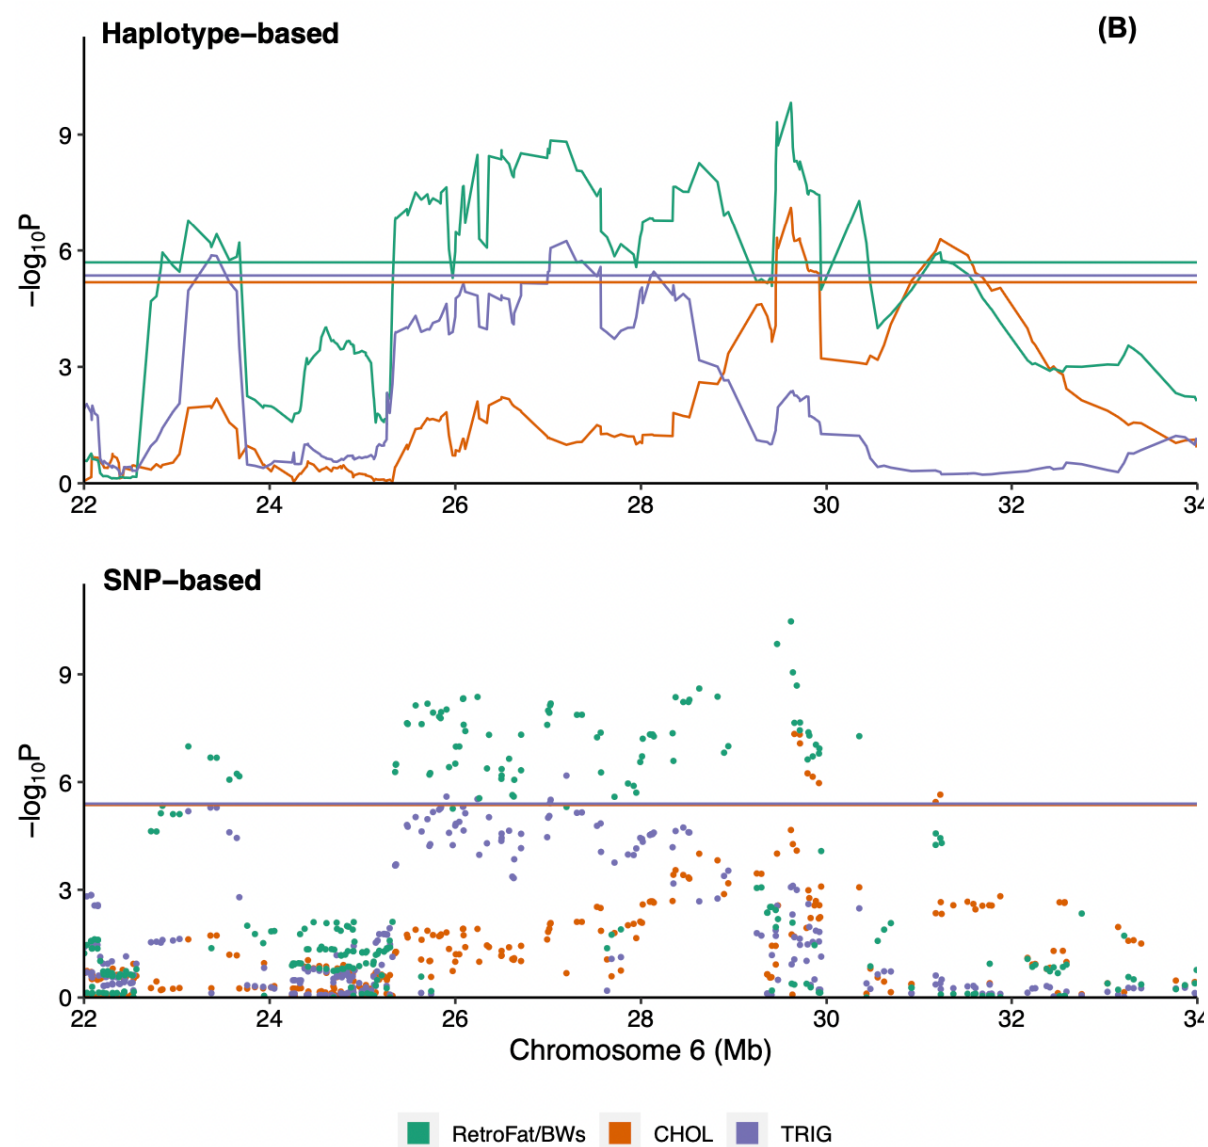 Haplotype−based
(B)
−log10P
9
6
3
0
22 24 26 28 30 32 34
SNP−based
−log10P
9
6
3
0
22 24 26 28 30 32 34
Chromosome 6 (Mb)
RetroFat/BWs CHOL TRIG